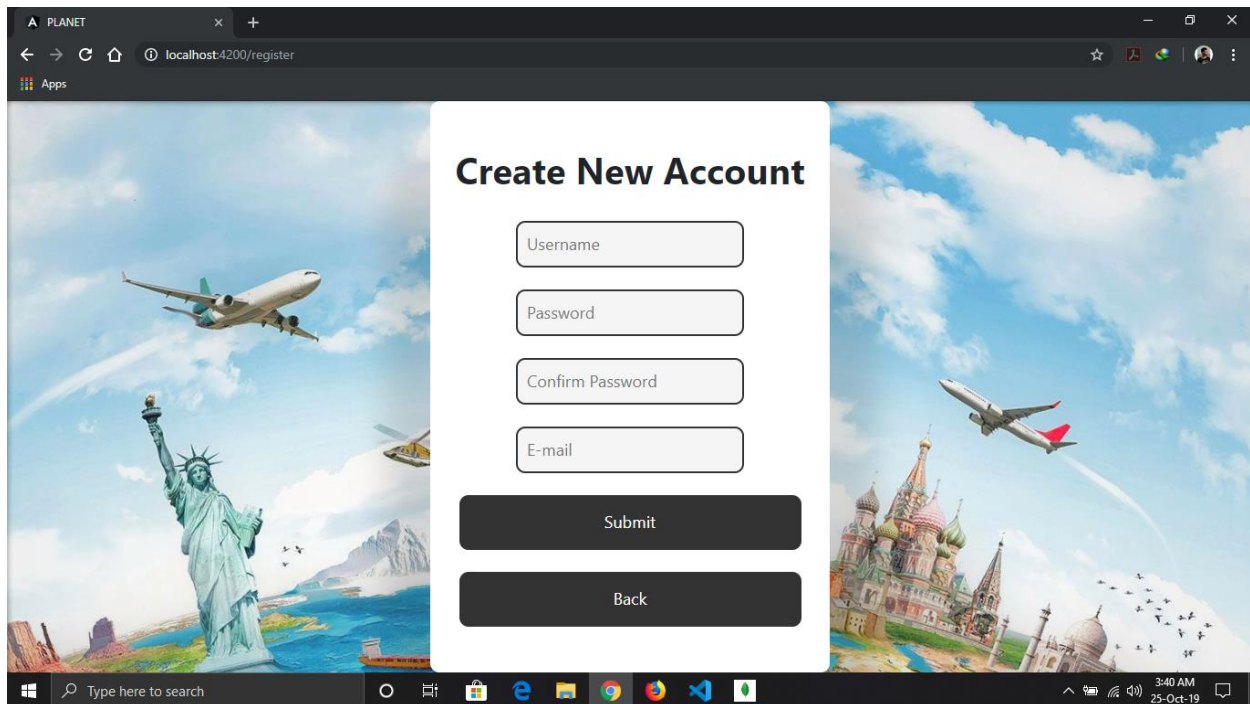 PLANET
localhost:4200/register
Apps
Create New Account
Username
Password
Confirm Password
E-mail
Submit
Back
Type here to search
3:40 AM
25-Oct-19